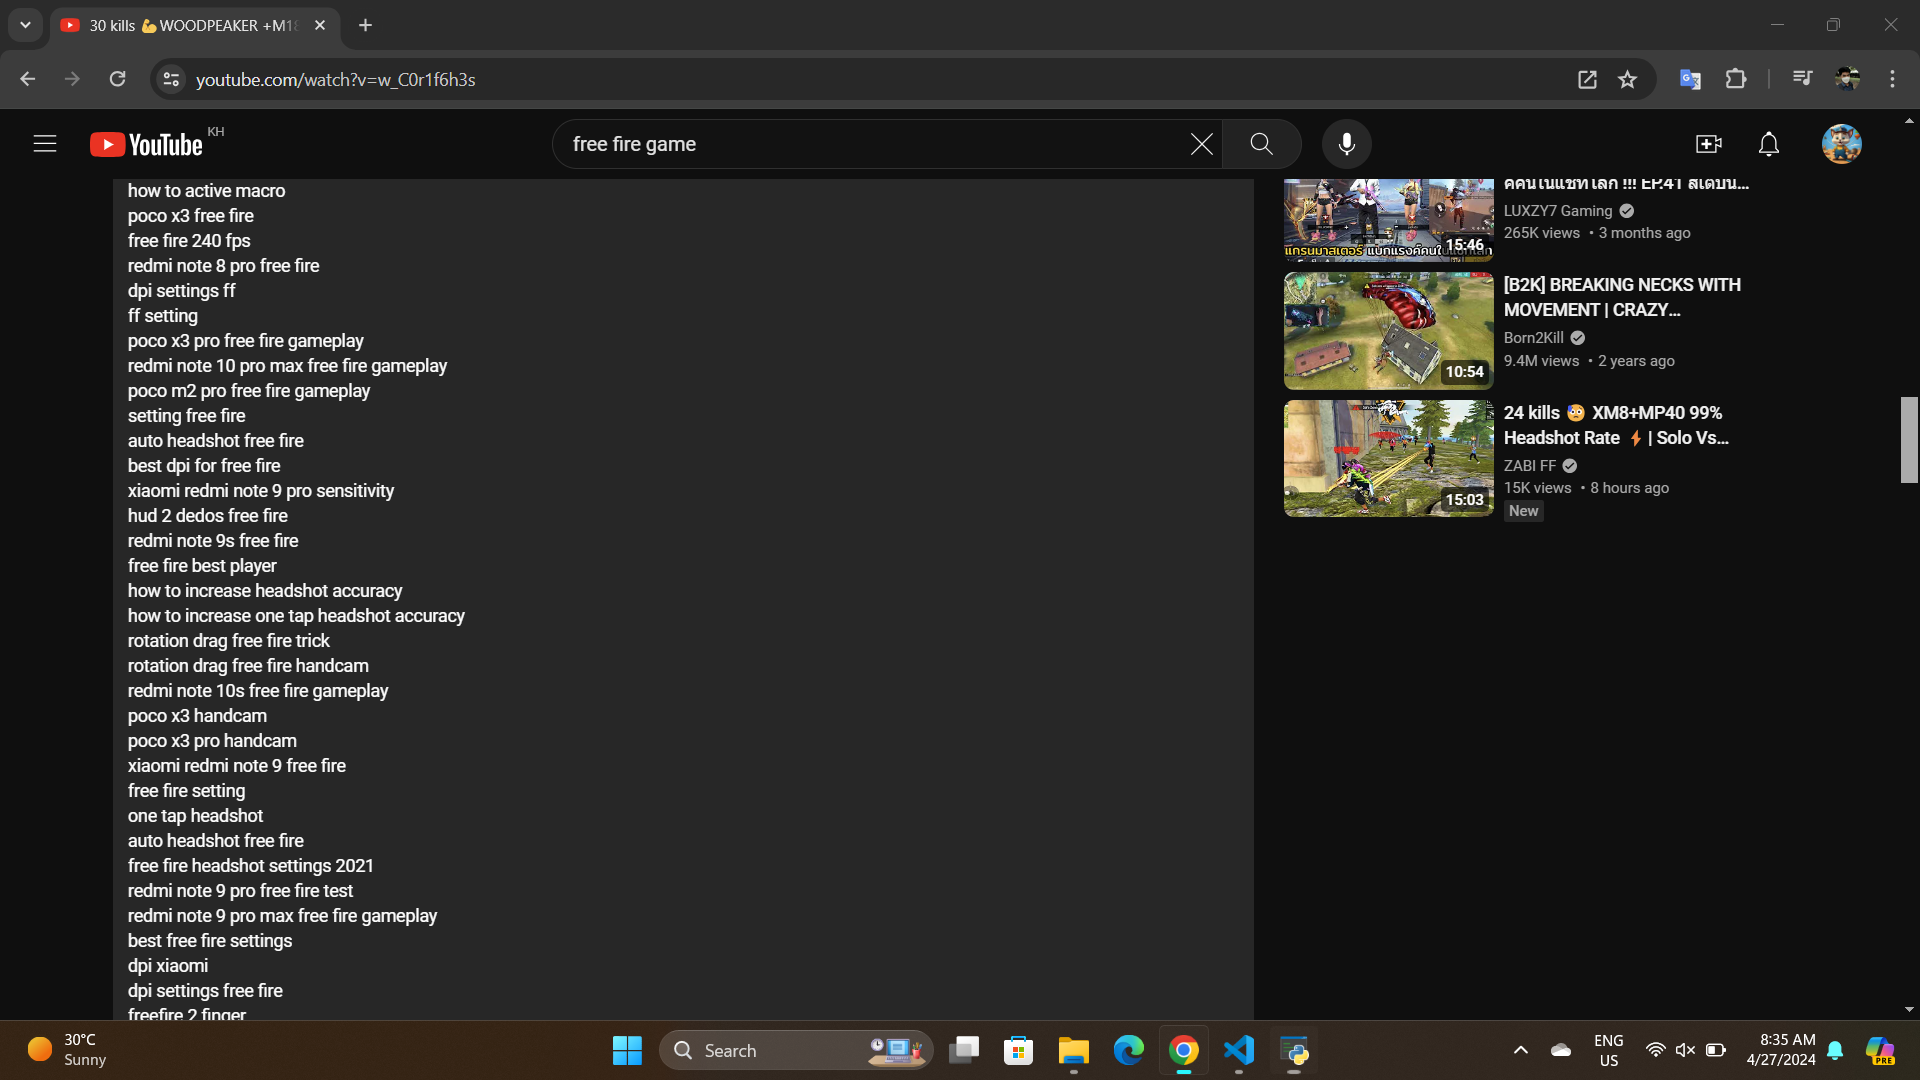 30 kills 💪WOODPEAKER +M18
youtube.com/watch?v=w_C0r1f6h3s
YouTube KH
free fire game
how to active macro
poco x3 free fire
free fire 240 fps
redmi note 8 pro free fire
dpi settings ff
ff setting
poco x3 pro free fire gameplay
redmi note 10 pro max free fire gameplay
poco m2 pro free fire gameplay
setting free fire
auto headshot free fire
best dpi for free fire
xiaomi redmi note 9 pro sensitivity
hud 2 dedos free fire
redmi note 9s free fire
free fire best player
how to increase headshot accuracy
how to increase one tap headshot accuracy
rotation drag free fire trick
rotation drag free fire handcam
redmi note 10s free fire gameplay
poco x3 handcam
poco x3 pro handcam
xiaomi redmi note 9 free fire
free fire setting
one tap headshot
auto headshot free fire
free fire headshot settings 2021
redmi note 9 pro free fire test
redmi note 9 pro max free fire gameplay
best free fire settings
dpi xiaomi
dpi settings free fire
freefire 2 finger
!!! EP.41
LUXZY7 Gaming
265K views • 3 months ago
15:46
[B2K] BREAKING NECKS WITH
MOVEMENT | CRAZY...
Born2Kill
9.4M views • 2 years ago
10:54
24 kills 😳 XM8+MP40 99%
Headshot Rate ⚡ | Solo Vs...
ZABI FF
15K views • 8 hours ago
New
15:03
30°C
Sunny
Search
ENG
US
8:35 AM
4/27/2024
PRE